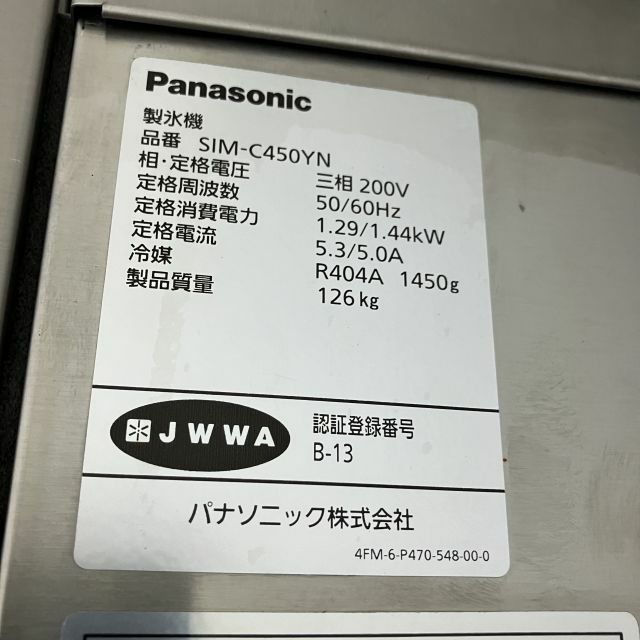 Panasonic
製氷機
品番 SIM-C450YN
相・定格電圧 三相 200V
定格周波数 50/60Hz
定格消費電力 1.29/1.44kW
定格電流 5.3/5.0A
冷媒 R404A 1450g
製品質量 126kg
JWWA
認証登録番号
B-13
パナソニック株式会社
4FM-6-P470-548-00-0